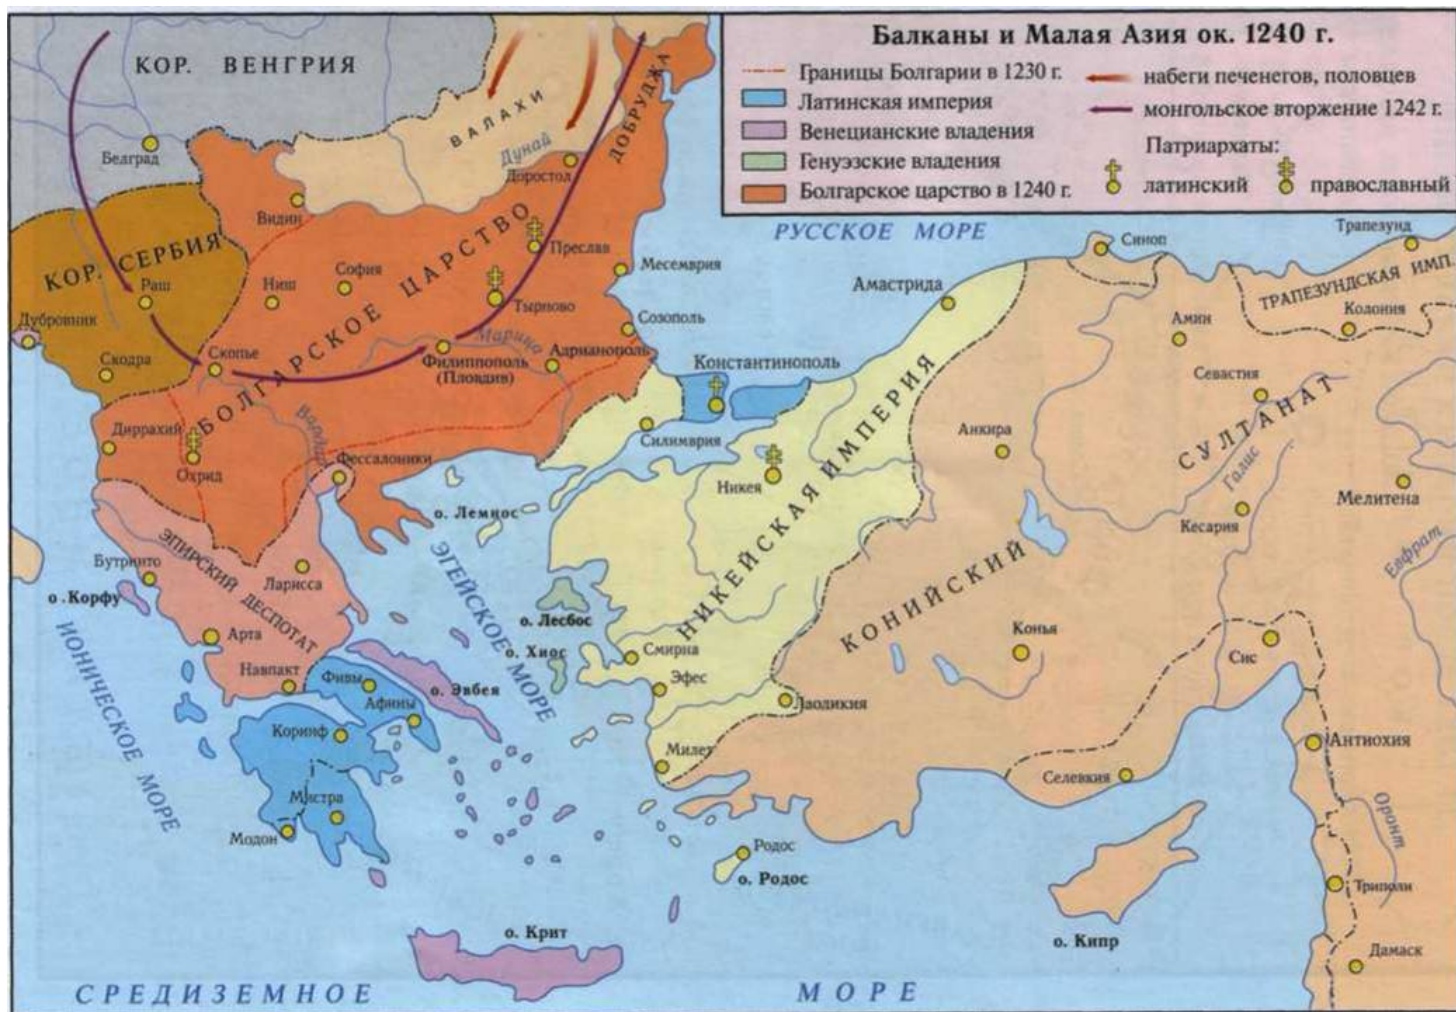 Балканы и Малая Азия ок. 1240 г.
Границы Болгарии в 1230 г.
Латинская империя
Венецианские владения
Генуэзские владения
Болгарское царство в 1240 г.
набеги печенегов, половцев
монгольское вторжение 1242 г.
Патриархаты:
латинский
православный
КОР. ВЕНГРИЯ
ВАЛАХИ
ДОБРУДЖА
Дунай
Белград
Доростол
Видин
КОР. СЕРБИЯ
БОЛГАРСКОЕ ЦАРСТВО
Преслав
РУССКОЕ МОРЕ
Синоп
Трапезунд
ТРАПЕЗУНДСКАЯ ИМП.
Раш
Ниш
София
Тырново
Месемврия
Амастрида
Колония
Дубровник
Созополь
Амин
Скодра
Скопье
Марица
Филиппополь
(Пловдив)
Адрианополь
Константинополь
Севастия
Диррахий
Охрид
Вардар
Фессалоники
Силимврия
Анкира
СУЛТАНАТ
Галис
Никея
НИКЕЙСКАЯ ИМПЕРИЯ
Мелитена
Кесария
о. Лемнос
ЭПИРСКИЙ ДЕСПОТАТ
Бутринто
Ларисса
ЭГЕЙСКОЕ МОРЕ
КОНИЙСКИЙ
Евфрат
о. Корфу
о. Лесбос
Арта
о. Хиос
Смирна
Конья
Сис
ИОНИЧЕСКОЕ МОРЕ
Навпакт
Фивы
о. Эвбея
Эфес
Лаодикия
Афины
Коринф
Милет
Антиохия
Селевкия
Мистра
Модон
Оронт
Родос
о. Родос
Триполи
о. Крит
о. Кипр
Дамаск
СРЕДИЗЕМНОЕ МОРЕ